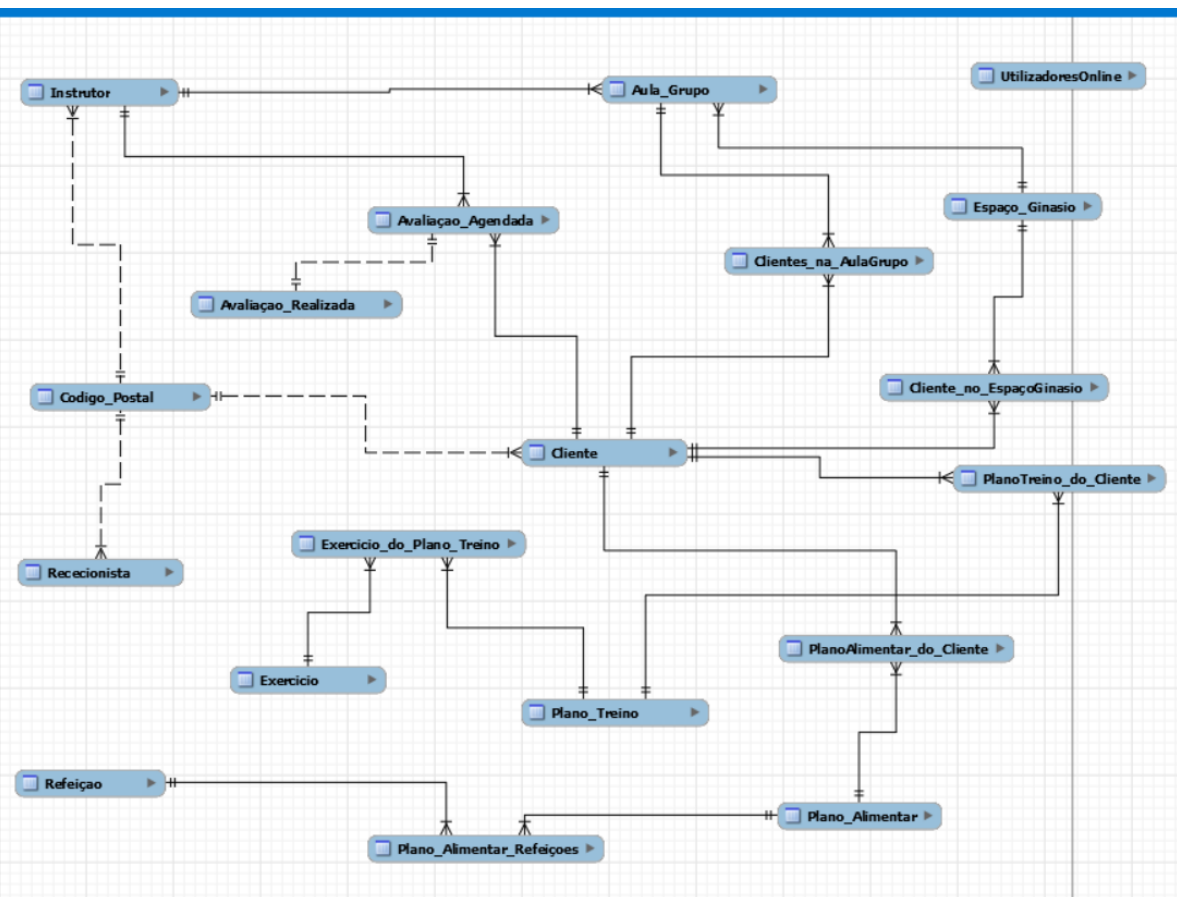 UtilizadoresOnline
Instrutor
Aula_Grupo
Espaço_Ginasio
Avaliaçao_Agendada
Clientes_na_AulaGrupo
Avaliaçao_Realizada
Cliente_no_EspaçoGinasio
Codigo_Postal
Cliente
PlanoTreino_do_Cliente
Exercicio_do_Plano_Treino
Rececionista
PlanoAlimentar_do_Cliente
Exercicio
Plano_Treino
Refeiçao
Plano_Alimentar
Plano_Alimentar_Refeiçoes